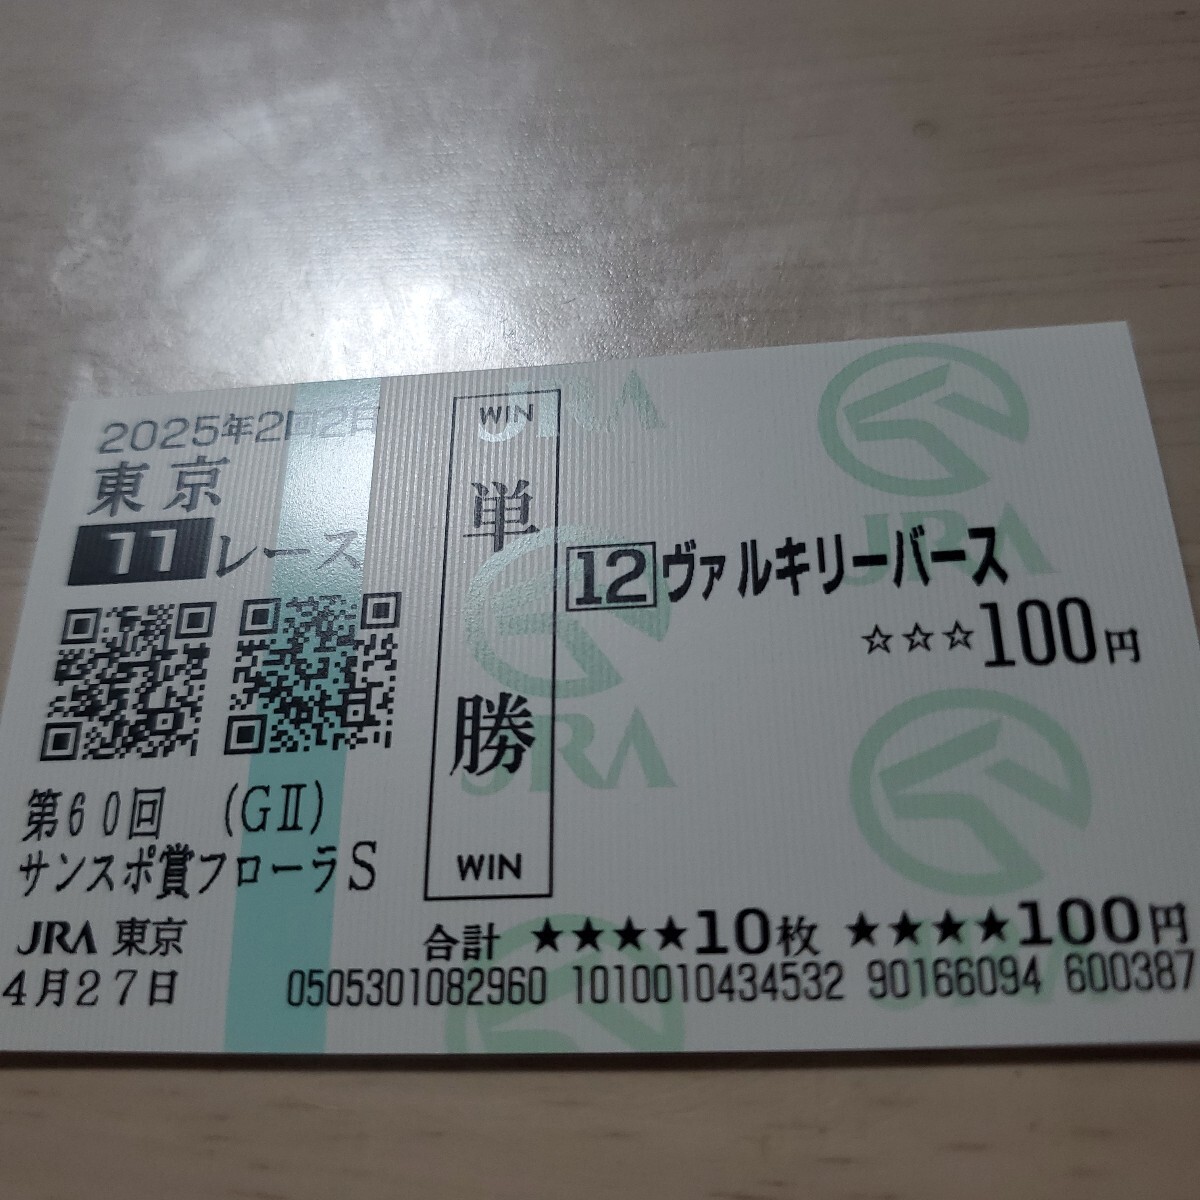 2025年2回2日
東京
11レース
第60回 (GⅡ)
サンスポ賞フローラS
JRA 東京
4月27日
WIN
単勝
WIN
12 ヴァルキリーバース
☆☆☆100円
合計 ★★★★10枚 ★★★★100円
0505301082960 1010010434532 90166094 600387
JRA
JRA
JRA